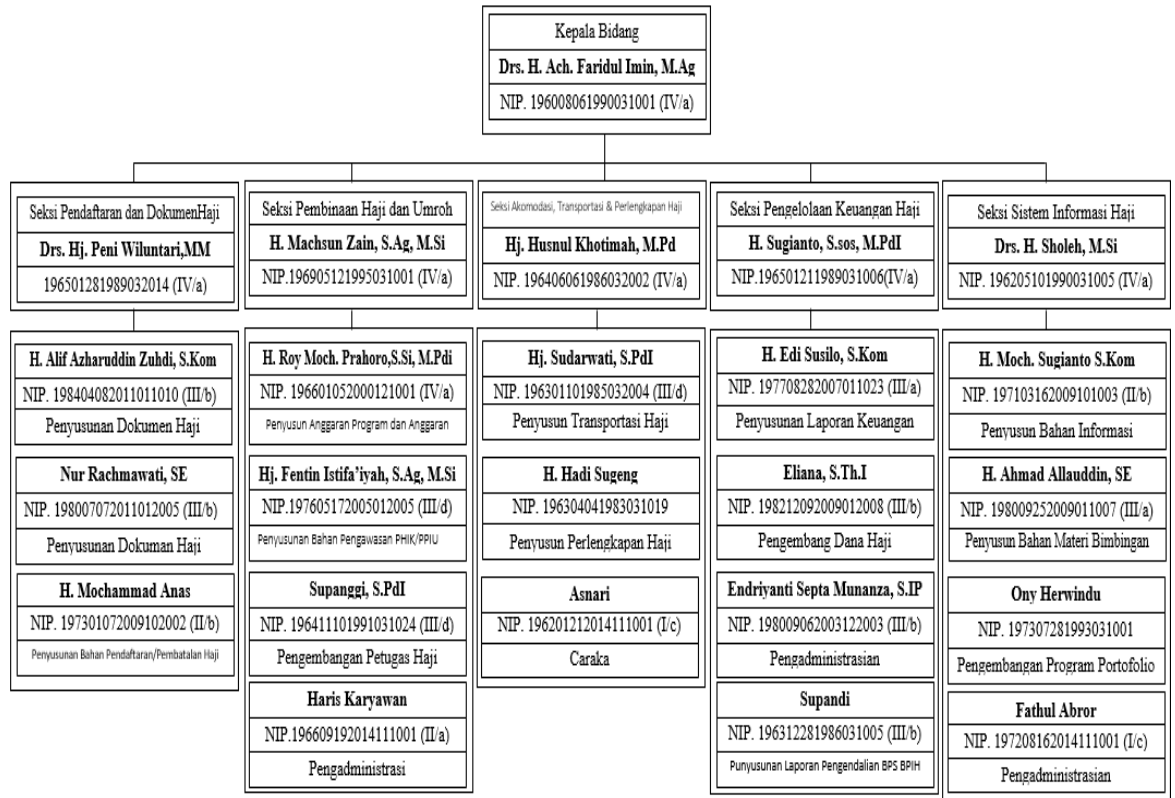 Kepala Bidang
Drs. H. Ach. Faridul Imin, M.Ag
NIP. 196008061990031001 (IV/a)
Seksi Pendaftaran dan DokumenHaji
Drs. Hj. Peni Wiluntari,MM
196501281989032014 (IV/a)
H. Alif Azharuddin Zuhdi, S.Kom
NIP. 198404082011011010 (III/b)
Penyusunan Dokumen Haji
Nur Rachmawati, SE
NIP. 198007072011012005 (III/b)
Penyusunan Dokuman Haji
H. Mochammad Anas
NIP. 197301072009102002 (II/b)
Penyusunan Bahan Pendaftaran/Pembatalan Haji
Seksi Pembinaan Haji dan Umroh
H. Machsun Zain, S.Ag, M.Si
NIP.196905121995031001 (IV/a)
H. Roy Moch. Prahoro,S.Si, M.Pdi
NIP. 196601052000121001 (IV/a)
Penyusun Anggaran Program dan Anggaran
Hj. Fentin Istifa'iyah, S.Ag, M.Si
NIP.197605172005012005 (III/d)
Penyusunan Bahan Pengawasan PHIK/PPIU
Supanggi, S.PdI
NIP. 196411101991031024 (III/d)
Pengembangan Petugas Haji
Haris Karyawan
NIP.196609192014111001 (II/a)
Pengadministrasi
Seksi Akomodasi, Transportasi & Perlengkapan Haji
Hj. Husnul Khotimah, M.Pd
NIP. 196406061986032002 (IV/a)
Hj. Sudarwati, S.PdI
NIP. 196301101985032004 (III/d)
Penyusun Transportasi Haji
H. Hadi Sugeng
NIP. 196304041983031019
Penyusun Perlengkapan Haji
Asnari
NIP. 196201212014111001 (I/c)
Caraka
Seksi Pengelolaan Keuangan Haji
H. Sugianto, S.sos, M.PdI
NIP.196501211989031006(IV/a)
H. Edi Susilo, S.Kom
NIP. 197708282007011023 (III/a)
Penyusunan Laporan Keuangan
Eliana, S.Th.I
NIP. 198212092009012008 (III/b)
Pengembang Dana Haji
Endriyanti Septa Munanza, S.IP
NIP. 198009062003122003 (III/b)
Pengadministrasian
Supandi
NIP. 196312281986031005 (III/b)
Punyusunan Laporan Pengendalian BPS BPIH
Seksi Sistem Informasi Haji
Drs. H. Sholeh, M.Si
NIP. 196205101990031005 (IV/a)
H. Moch. Sugianto S.Kom
NIP. 197103162009101003 (II/b)
Penyusun Bahan Informasi
H. Ahmad Allauddin, SE
NIP. 198009252009011007 (III/a)
Penyusun Bahan Materi Bimbingan
Ony Herwindu
NIP. 197307281993031001
Pengembangan Program Portofolio
Fathul Abror
NIP. 197208162014111001 (I/c)
Pengadministrasian